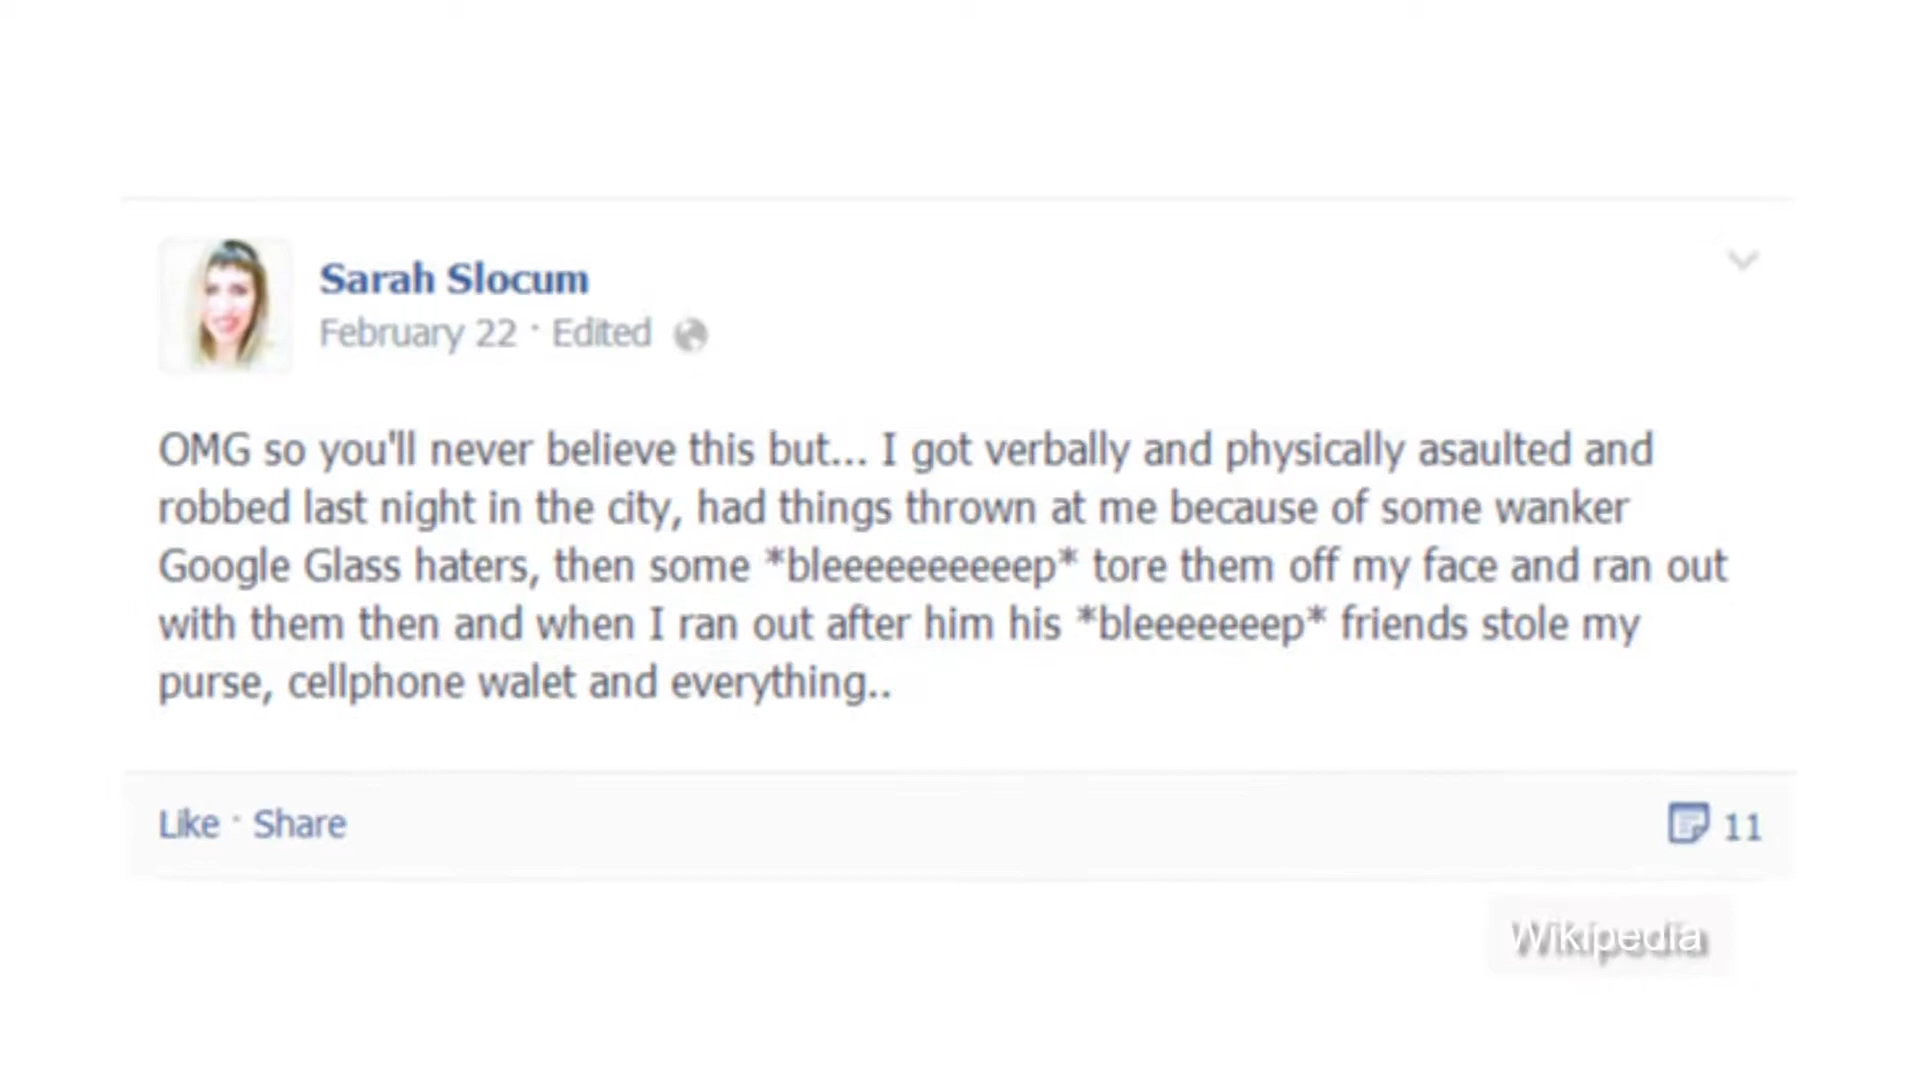 Sarah Slocum
February 22 · Edited
OMG so you'll never believe this but... I got verbally and physically asaulted and
robbed last night in the city, had things thrown at me because of some wanker
Google Glass haters, then some *bleeeeeeeeeep* tore them off my face and ran out
with them then and when I ran out after him his *bleeeeeeep* friends stole my
purse, cellphone walet and everything..
Like · Share
11
Wikipedia